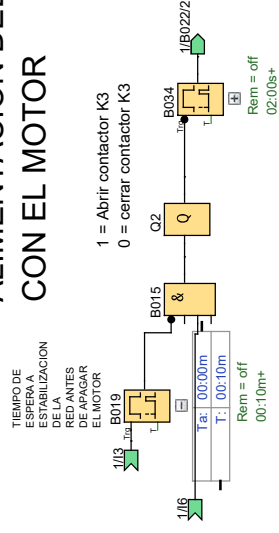 CON EL MOTOR
TIEMPO DE
ESPERA A
ESTABILIZACION
DE LA
RED ANTES
DE APAGAR
EL MOTOR
1 = Abrir contactor K3
0 = cerrar contactor K3
1/I3
B019
Trg
T
Ta: 00:00m
T: 00:10m
Rem = off
00:10m+
1/I6
B015
&
Q2
Q
B034
Trg
T
Rem = off
02:00s+
1/B022/2